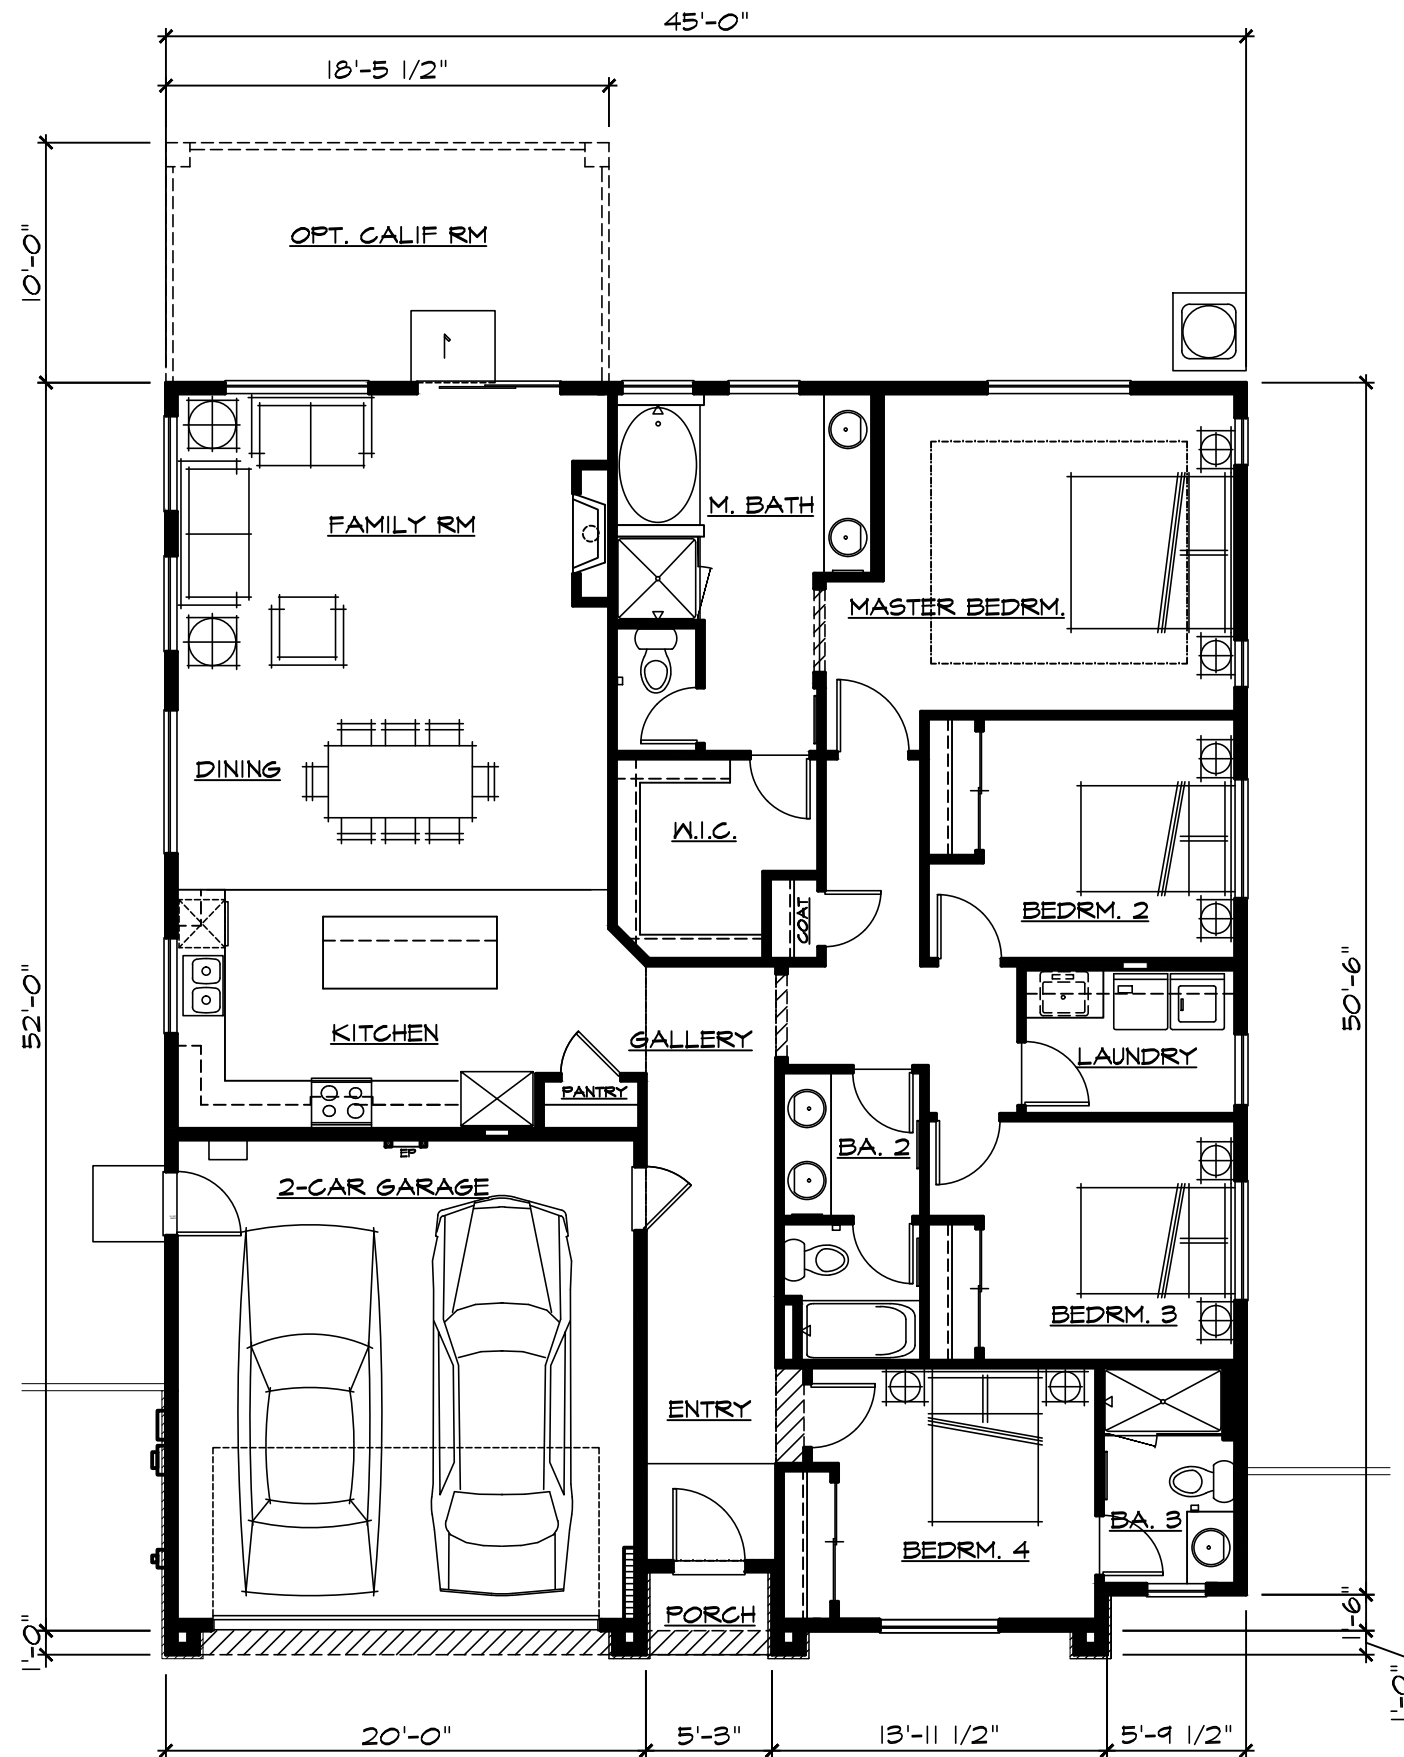 45'-0"
18'-5 1/2"
10'-0"
OPT. CALIF RM
FAMILY RM
M. BATH
MASTER BEDRM.
DINING
W.I.C.
COAT
BEDRM. 2
52'-0"
50'-6"
KITCHEN
GALLERY
LAUNDRY
PANTRY
EP
BA. 2
2-CAR GARAGE
BEDRM. 3
ENTRY
BA. 3
BEDRM. 4
PORCH
1'-0"
1'-6"
1'-0"
20'-0"
5'-3"
13'-11 1/2"
5'-9 1/2"